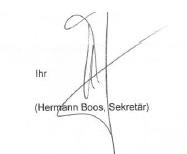 Ihr
(Hermann Boos, Sekretär)